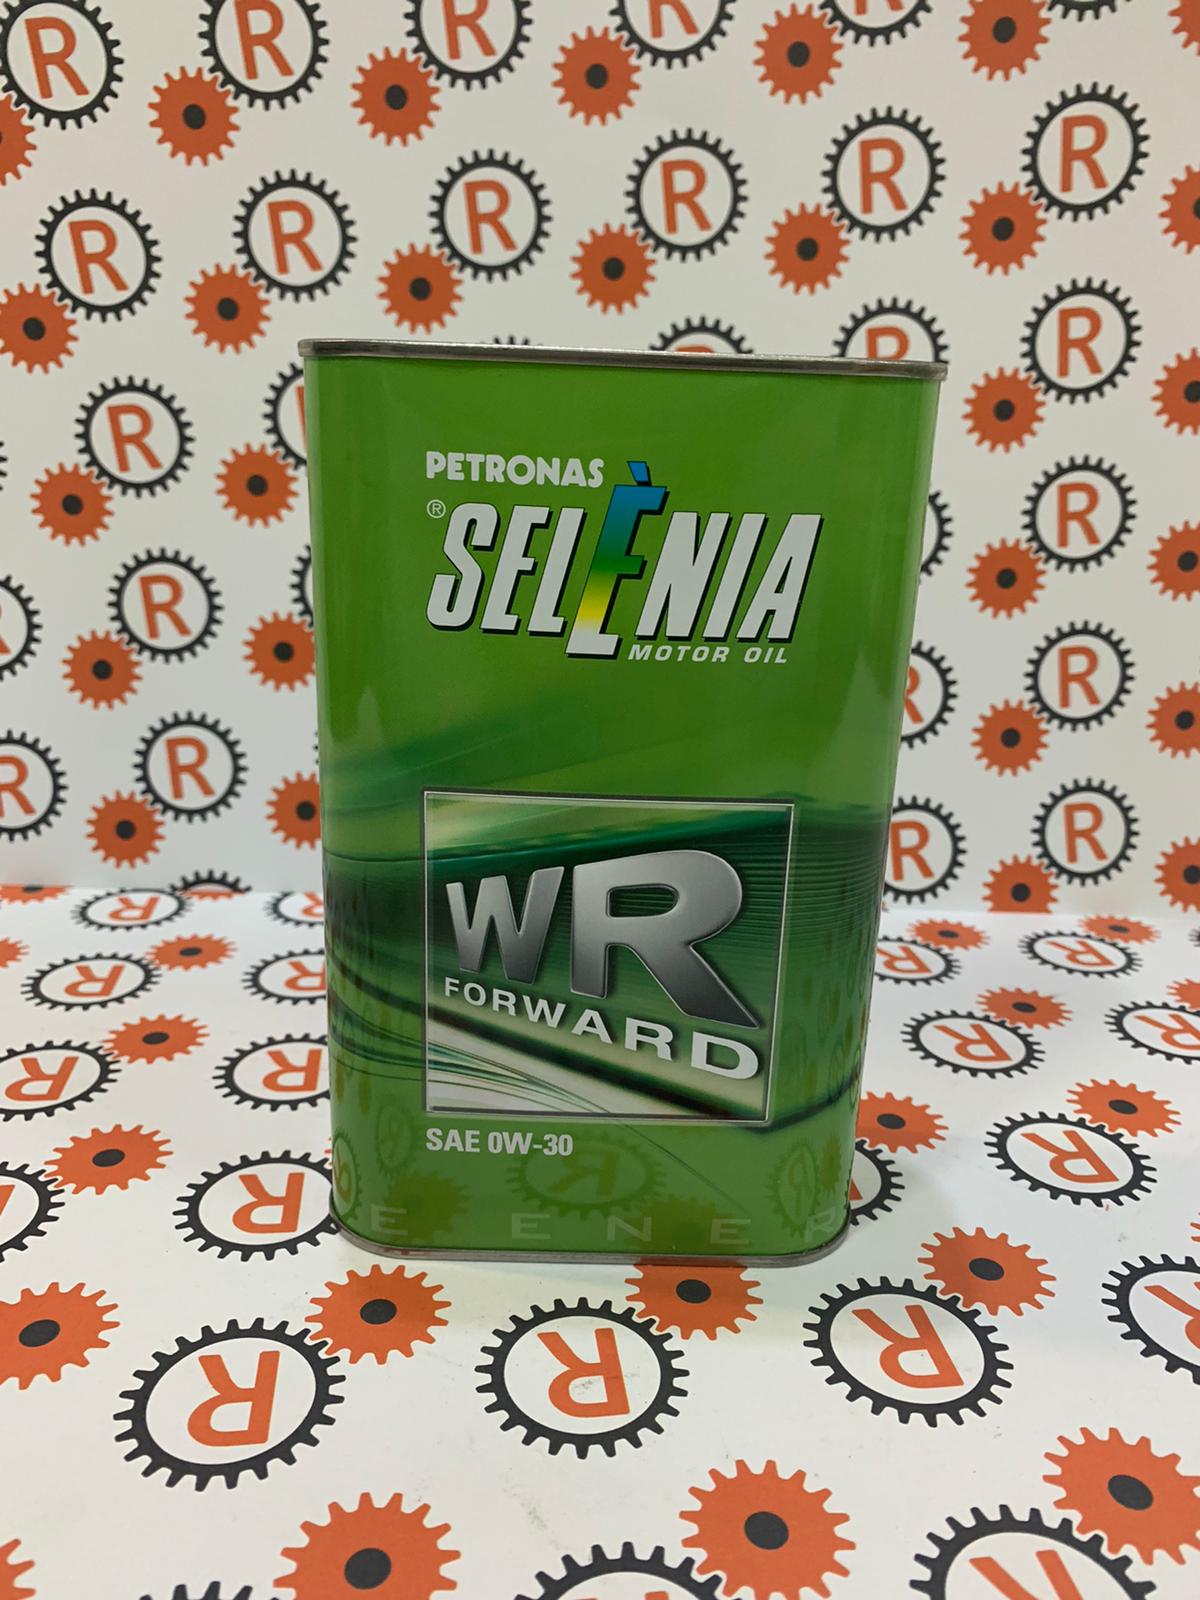 PETRONAS
® SELÈNIA
MOTOR OIL
WR
FORWARD
SAE 0W-30